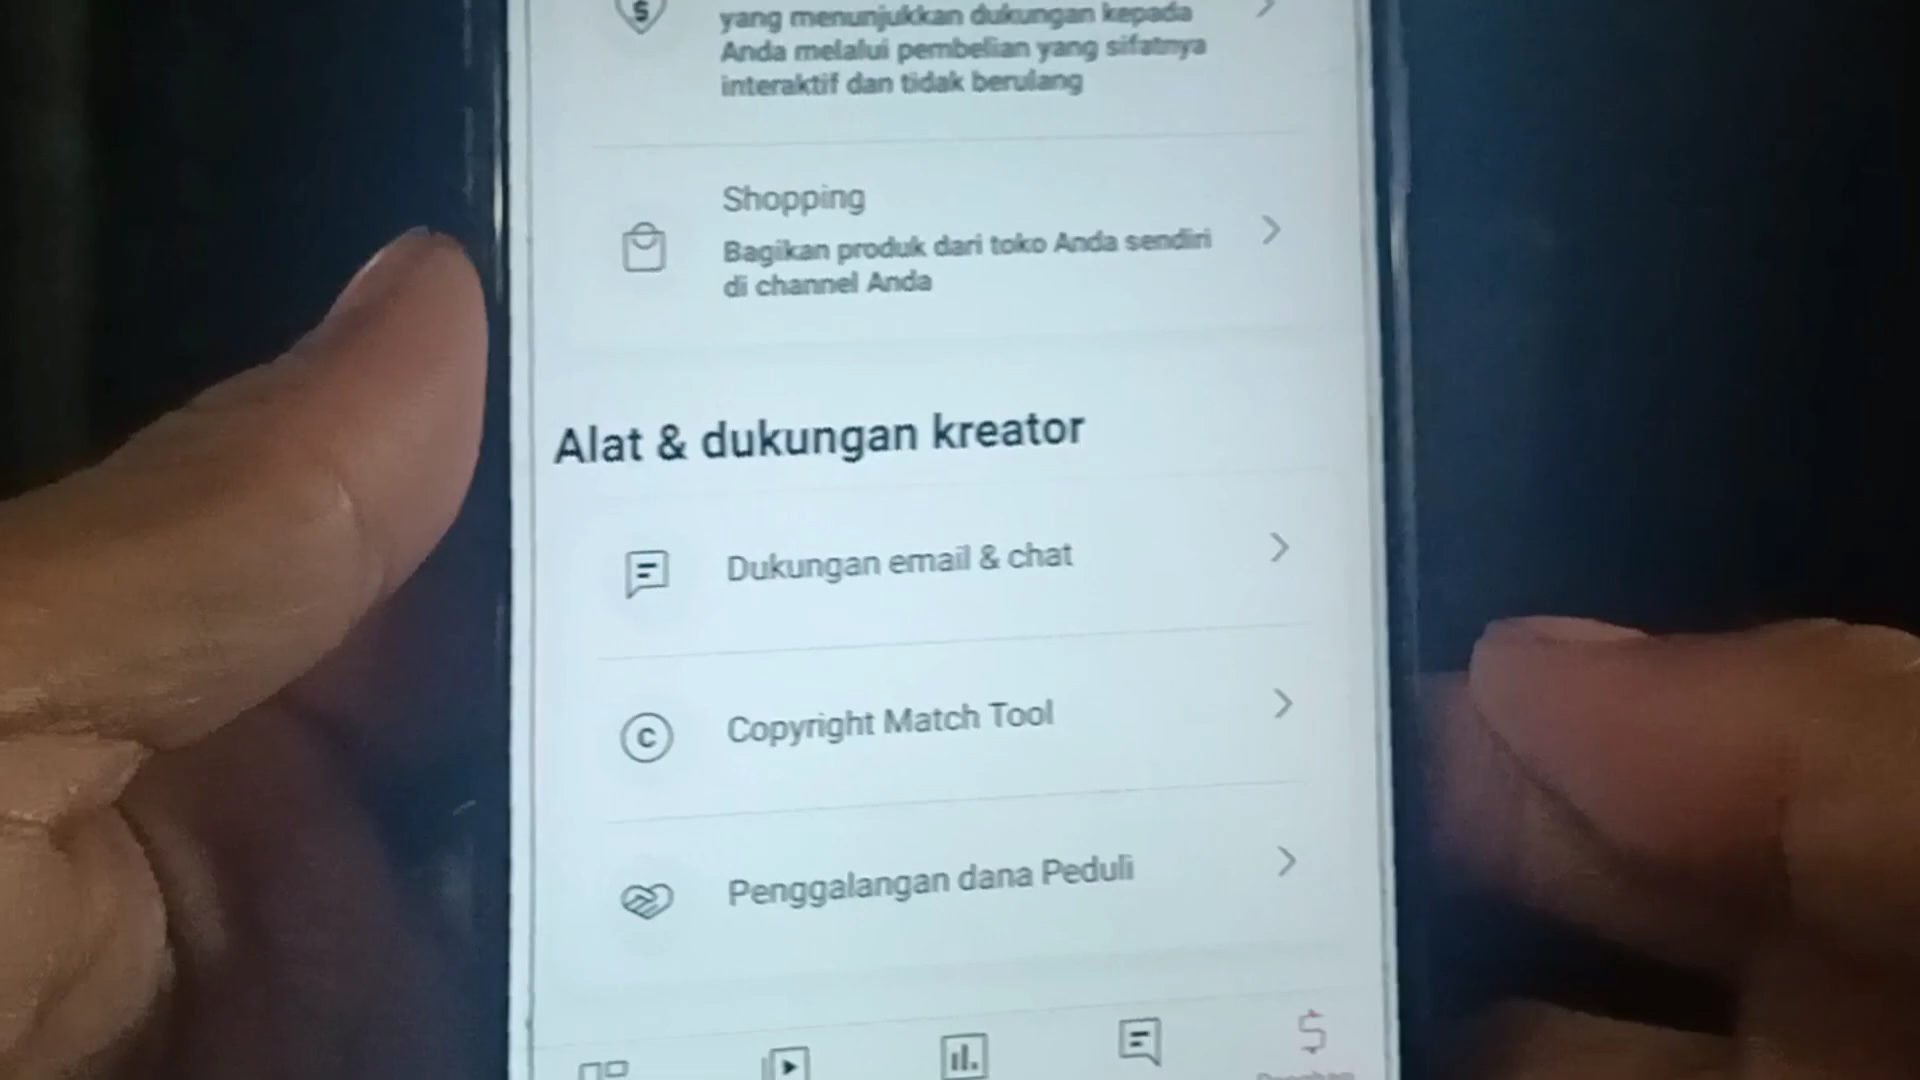 yang menunjukkan dukungan kepada
Anda melalui pembelian yang sifatnya
interaktif dan tidak berulang
Shopping
Bagikan produk dari toko Anda sendiri
di channel Anda
Alat & dukungan kreator
Dukungan email & chat
Copyright Match Tool
Penggalangan dana Peduli